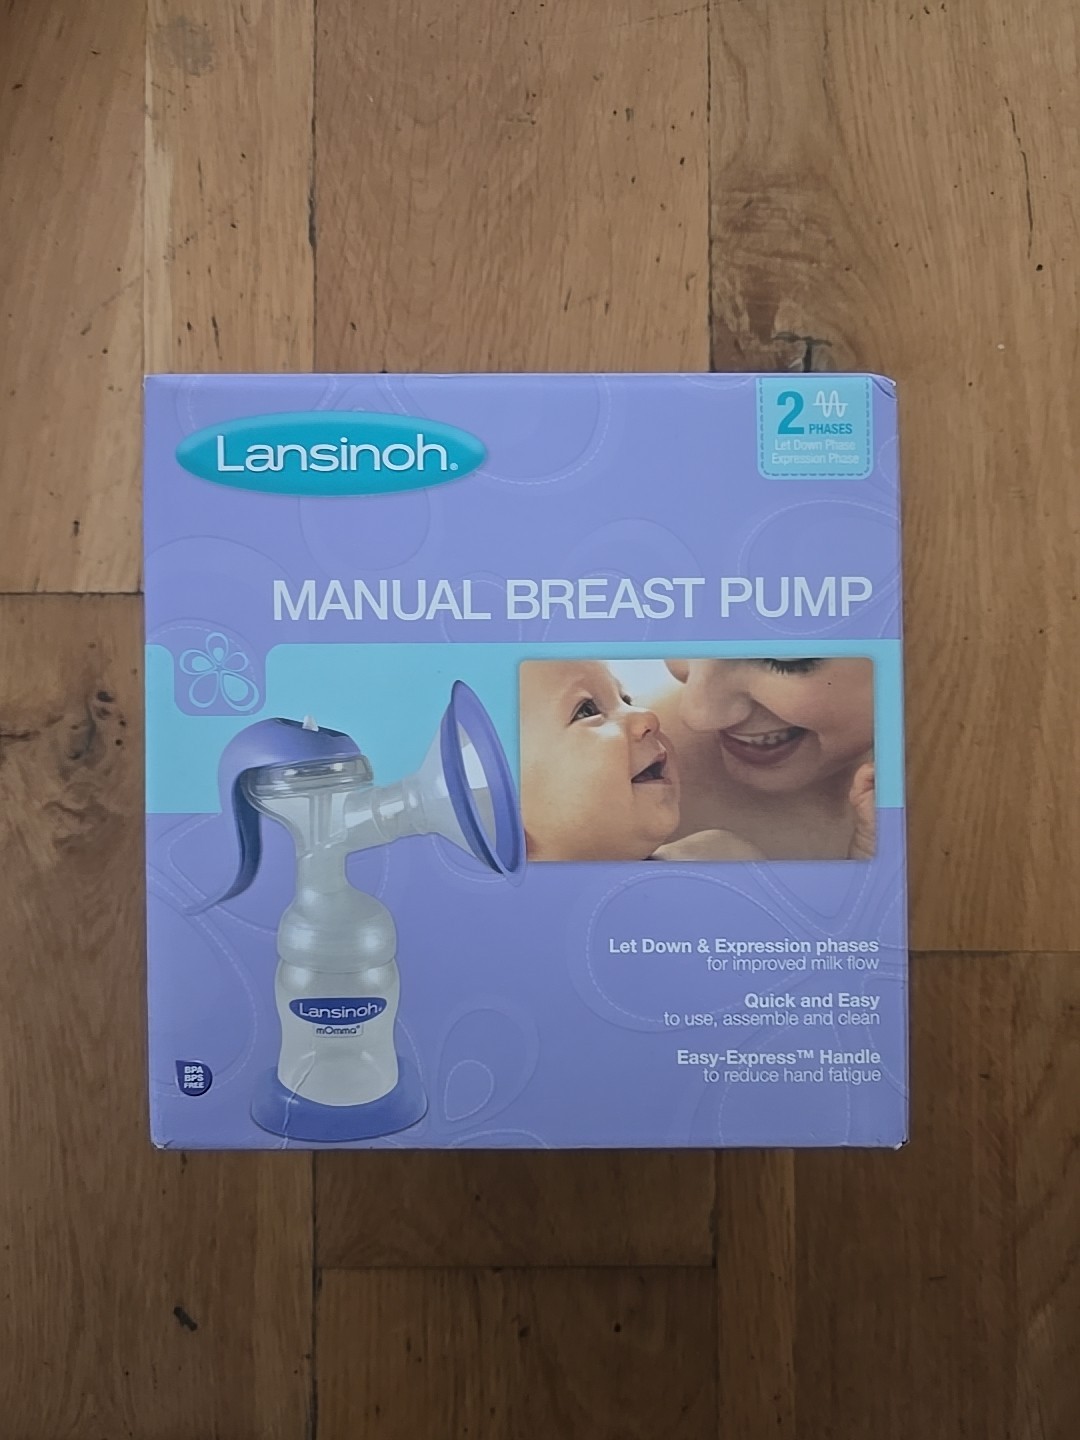 Lansinoh®
2
PHASES
Let Down Phase
Expression Phase
MANUAL BREAST PUMP
Let Down & Expression phases
for improved milk flow
Quick and Easy
to use, assemble and clean
Easy-Express™ Handle
to reduce hand fatigue
Lansinoh®
mOmma®
BPA
BPS
FREE